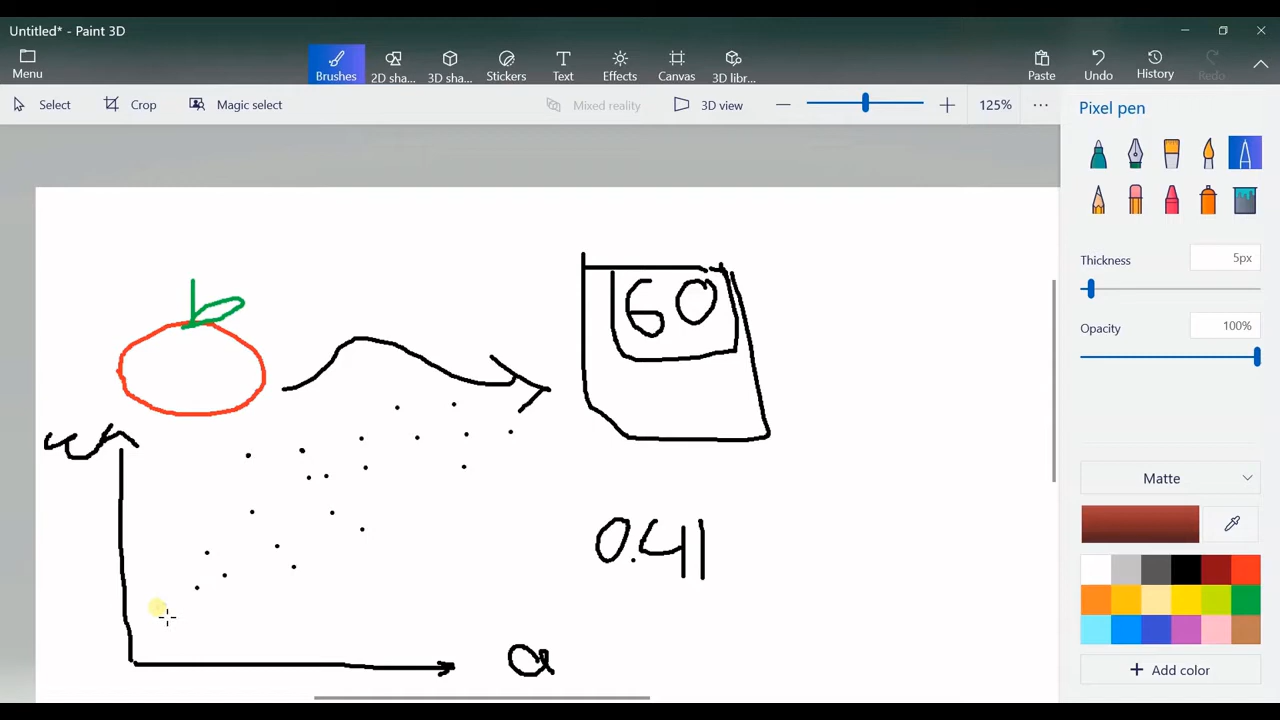 Untitled* - Paint 3D
Menu
Brushes
2D sha...
3D sha...
Stickers
Text
Effects
Canvas
3D libr...
Paste
Undo
History
Redo
Select
Crop
Magic select
Mixed reality
3D view
125%
Pixel pen
Thickness
5px
Opacity
100%
Matte
Add color
60
0.41